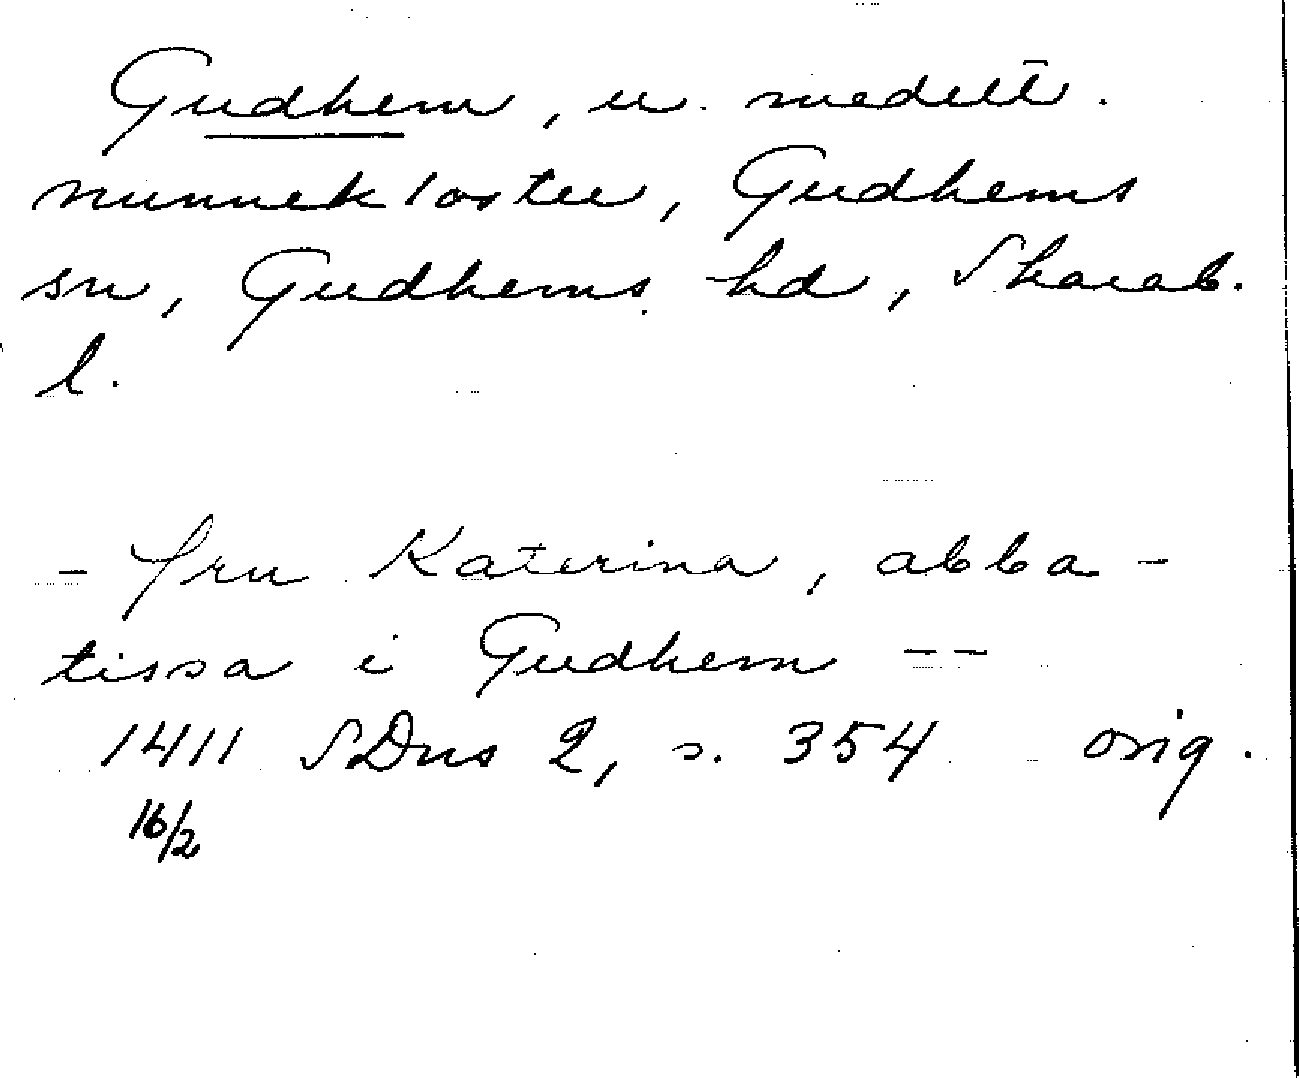 Gudhem, u. medelt̄.
nunnekloster, Gudhems
sn, Gudhems hd, Skarab.
l.
- fru Katerina, abba-
tissa i Gudhem --
1411 SDns 2, s. 354 orig.
16/2